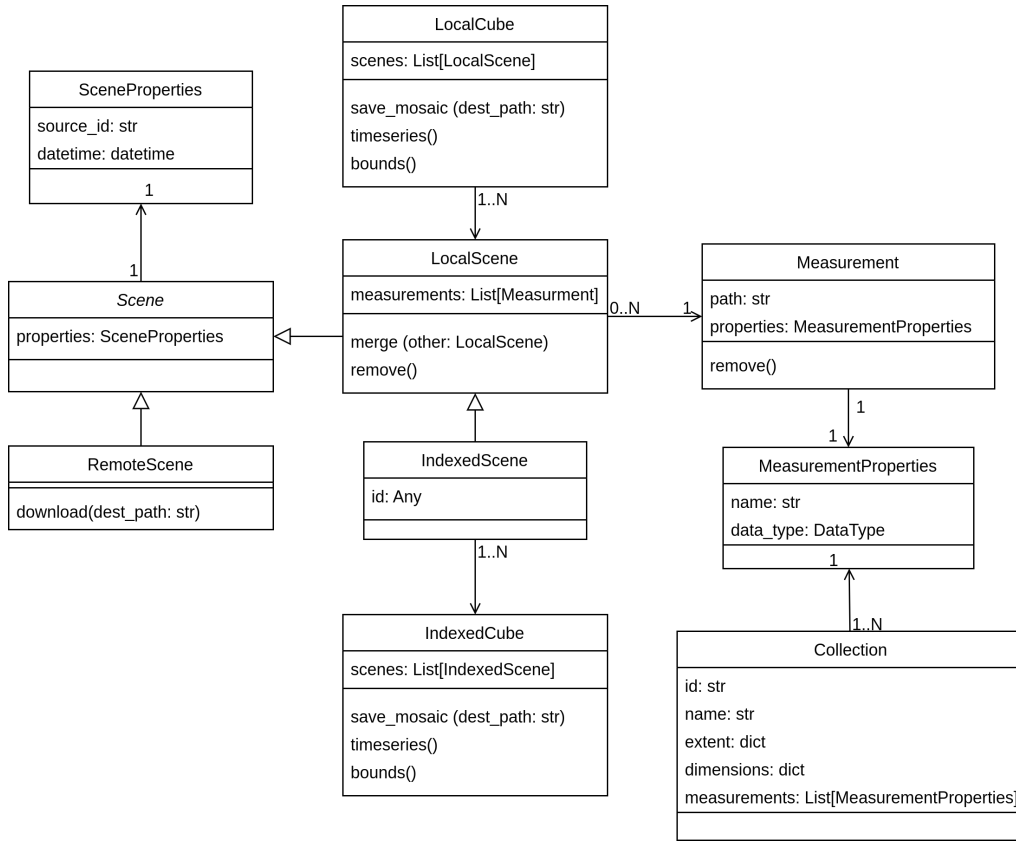 LocalCube
scenes: List[LocalScene]
save_mosaic (dest_path: str)
timeseries()
bounds()
1..N
SceneProperties
source_id: str
datetime: datetime
1
1
Scene
properties: SceneProperties
RemoteScene
download(dest_path: str)
LocalScene
measurements: List[Measurment]
merge (other: LocalScene)
remove()
0..N
1
Measurement
path: str
properties: MeasurementProperties
remove()
1
1
MeasurementProperties
name: str
data_type: DataType
1
1..N
IndexedScene
id: Any
1..N
IndexedCube
scenes: List[IndexedScene]
save_mosaic (dest_path: str)
timeseries()
bounds()
Collection
id: str
name: str
extent: dict
dimensions: dict
measurements: List[MeasurementProperties]